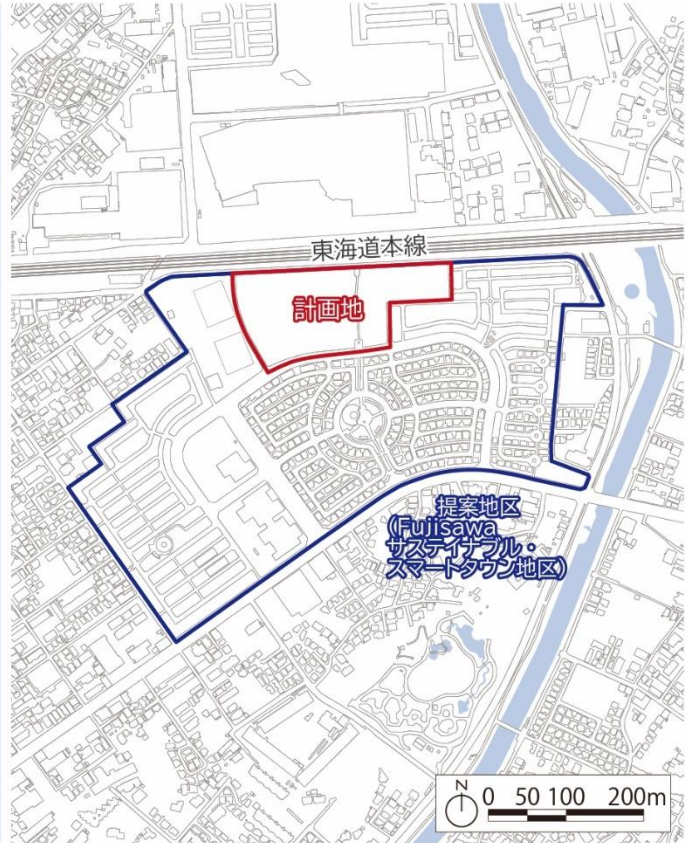 東海道本線
計画地
提案地区
(Fujisawa
サステイナブル・
スマートタウン地区)
N
0 50 100 200m